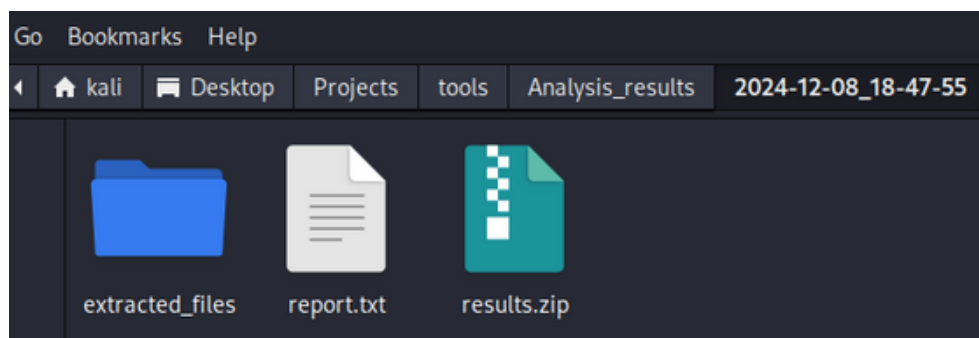 Go Bookmarks Help
kali Desktop Projects tools Analysis_results 2024-12-08_18-47-55
extracted_files report.txt results.zip